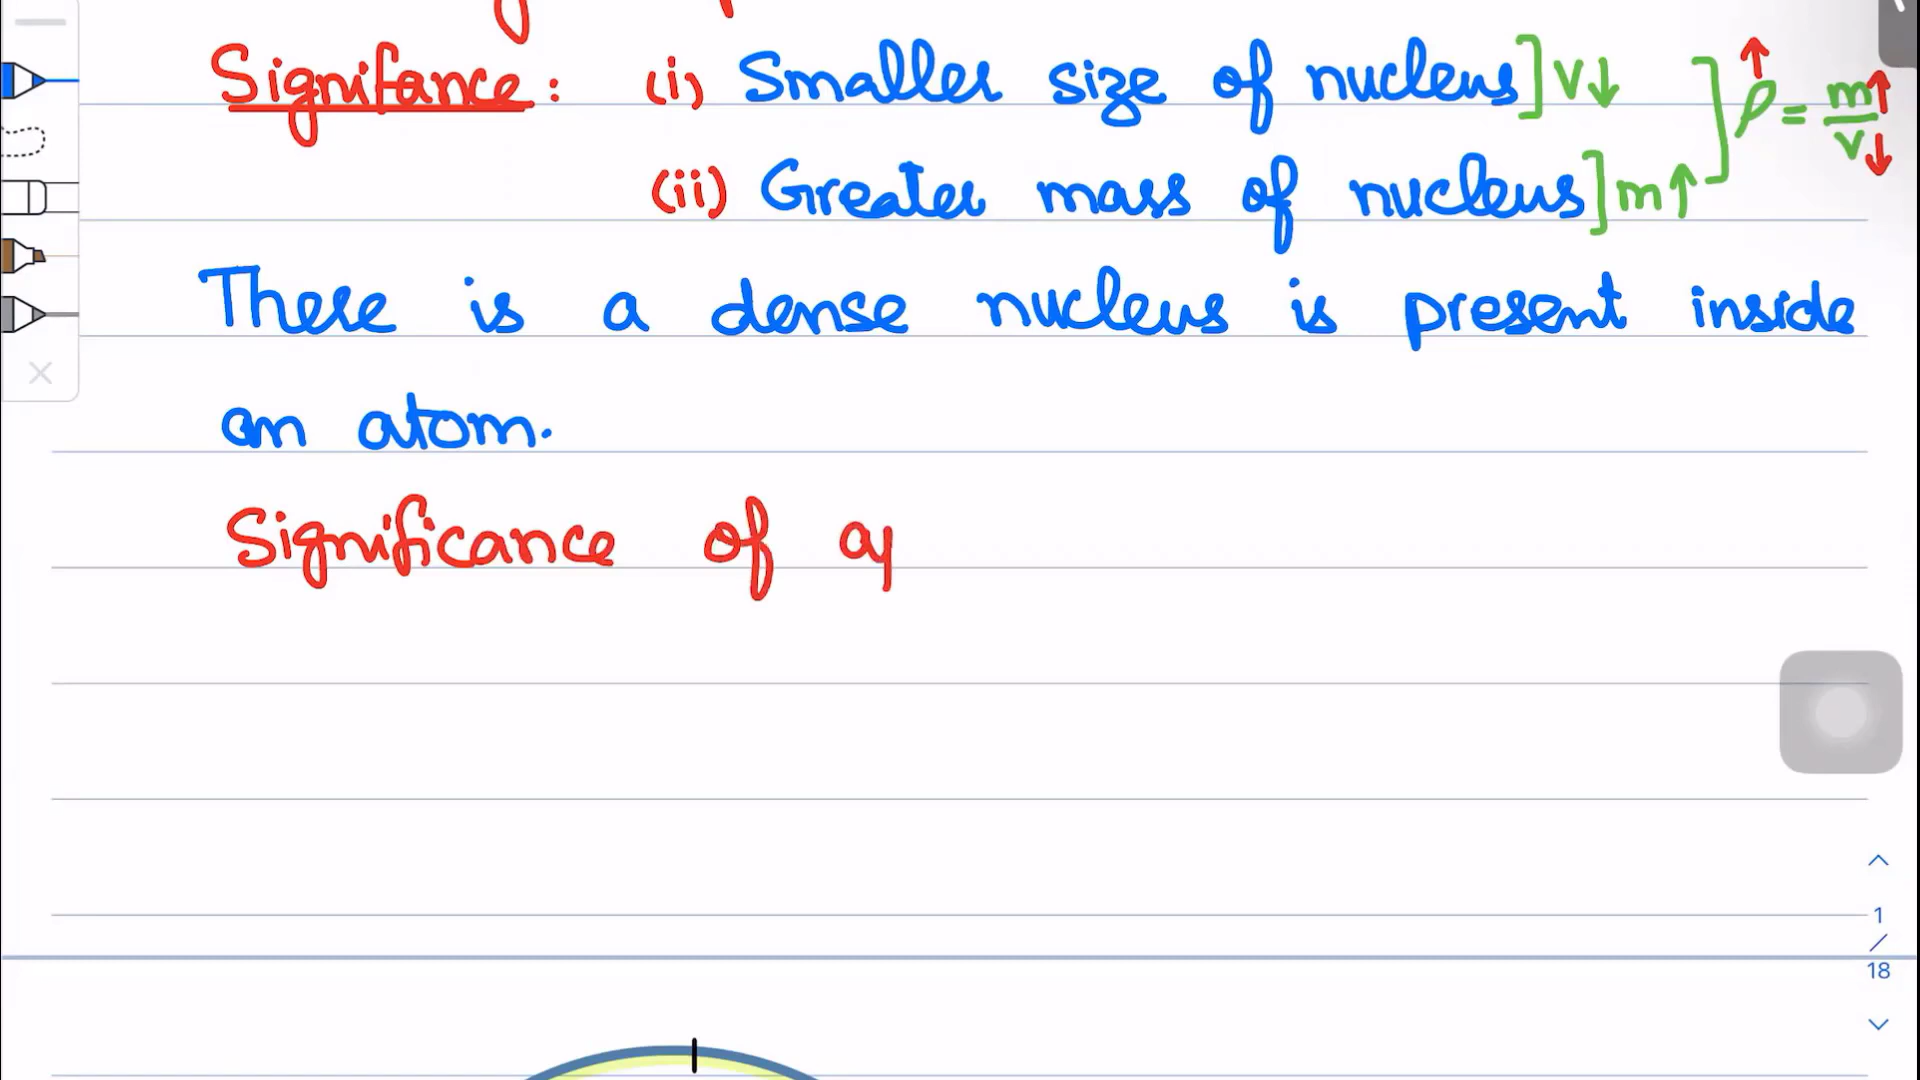 Signifance : (i) Smaller size of nucleus] V↓ ] ρ↑ = m↑/V↓
(ii) Greater mass of nucleus] m↑
There is a dense nucleus is present inside
an atom.
Significance of
1
/
18